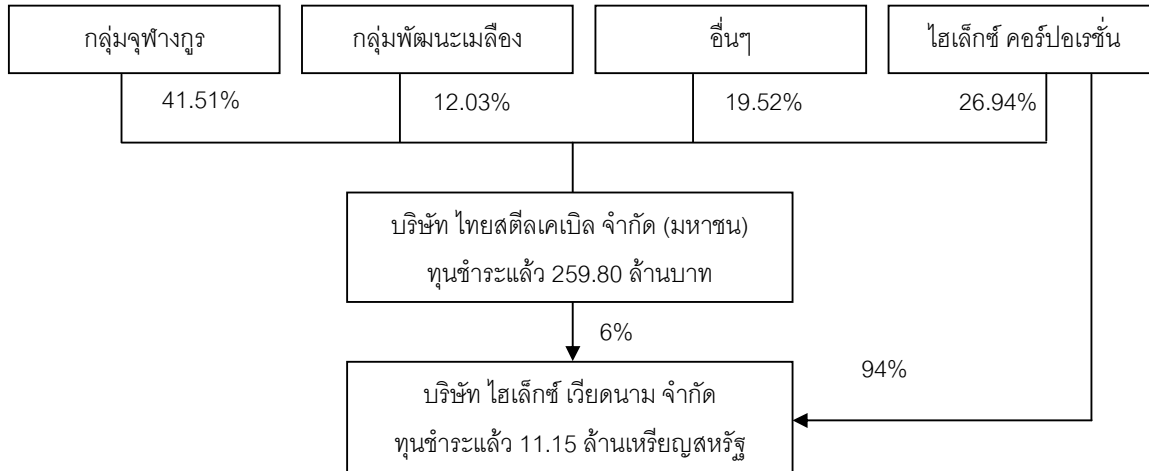 กลุ่มจุฬางกูร
กลุ่มพัฒนะเมลือง
อื่นๆ
ไฮเล็กซ์ คอร์ปอเรชั่น
41.51%
12.03%
19.52%
26.94%
บริษัท ไทยสตีลเคเบิล จำกัด (มหาชน)
ทุนชำระแล้ว 259.80 ล้านบาท
6%
94%
บริษัท ไฮเล็กซ์ เวียดนาม จำกัด
ทุนชำระแล้ว 11.15 ล้านเหรียญสหรัฐ